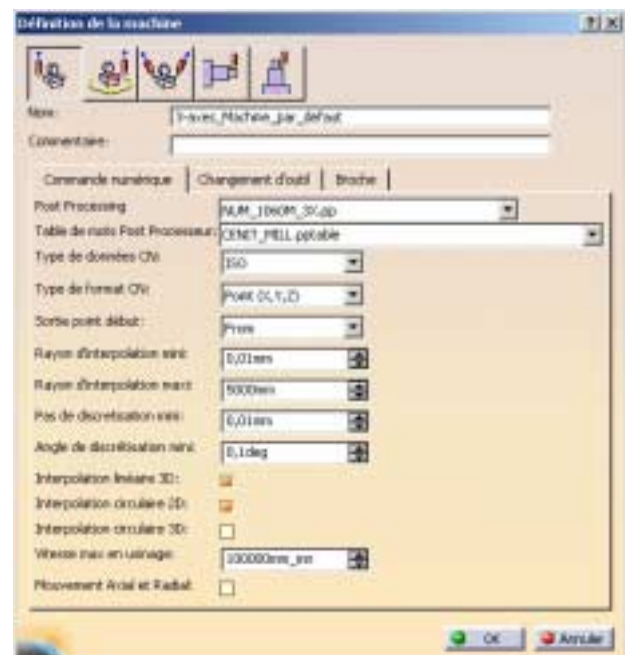 Définition de la machine
Nom:
3-axes_Machine_par_défaut
Commentaire:
Commande numérique Changement d'outil Broche
Post Processing NUM_1060M_3X.pp
Table de mots Post Processeur: CENIT_MILL.pptable
Type de données CN: ISO
Type de format CN: Point (X,Y,Z)
Sortie point début: From
Rayon d'interpolation mini: 0,01mm
Rayon d'interpolation maxi: 5000mm
Pas de discrétisation mini: 0,01mm
Angle de discrétisation mini: 0,1deg
Interpolation linéaire 3D:
Interpolation circulaire 2D:
Interpolation circulaire 3D:
Vitesse max en usinage: 100000mm_mn
Mouvement Axial et Radial:
OK Annuler